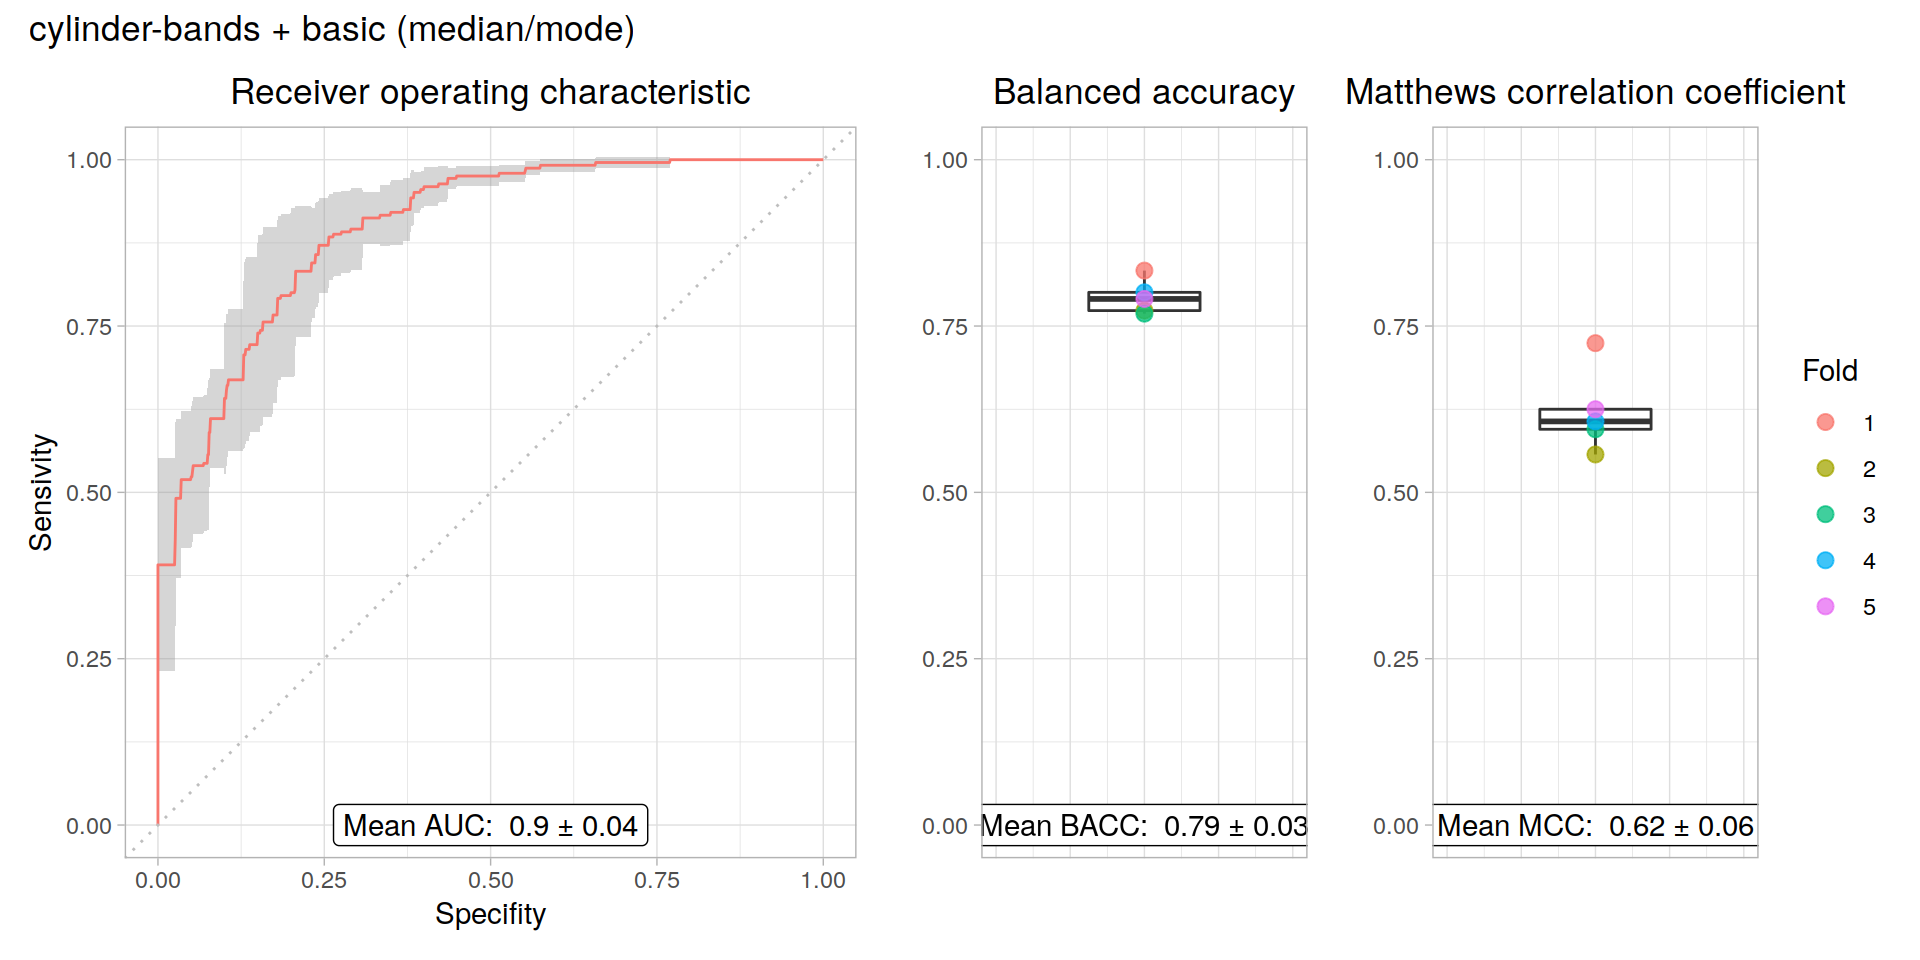 cylinder-bands + basic (median/mode)
Receiver operating characteristic
1.00
0.75
0.50
0.25
0.00
Sensivity
Mean AUC: 0.9 ± 0.04
0.00 0.25 0.50 0.75 1.00
Specifity
Balanced accuracy
1.00
0.75
0.50
0.25
0.00
Mean BACC: 0.79 ± 0.03
Matthews correlation coefficient
1.00
0.75
0.50
0.25
0.00
Mean MCC: 0.62 ± 0.06
Fold
1
2
3
4
5